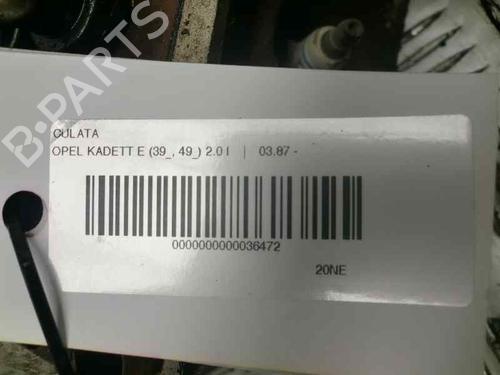 B-PARTS
CULATA
OPEL KADETT E (39_, 49_) 2.0 I | 03.87 -
0000000000036472
20NE